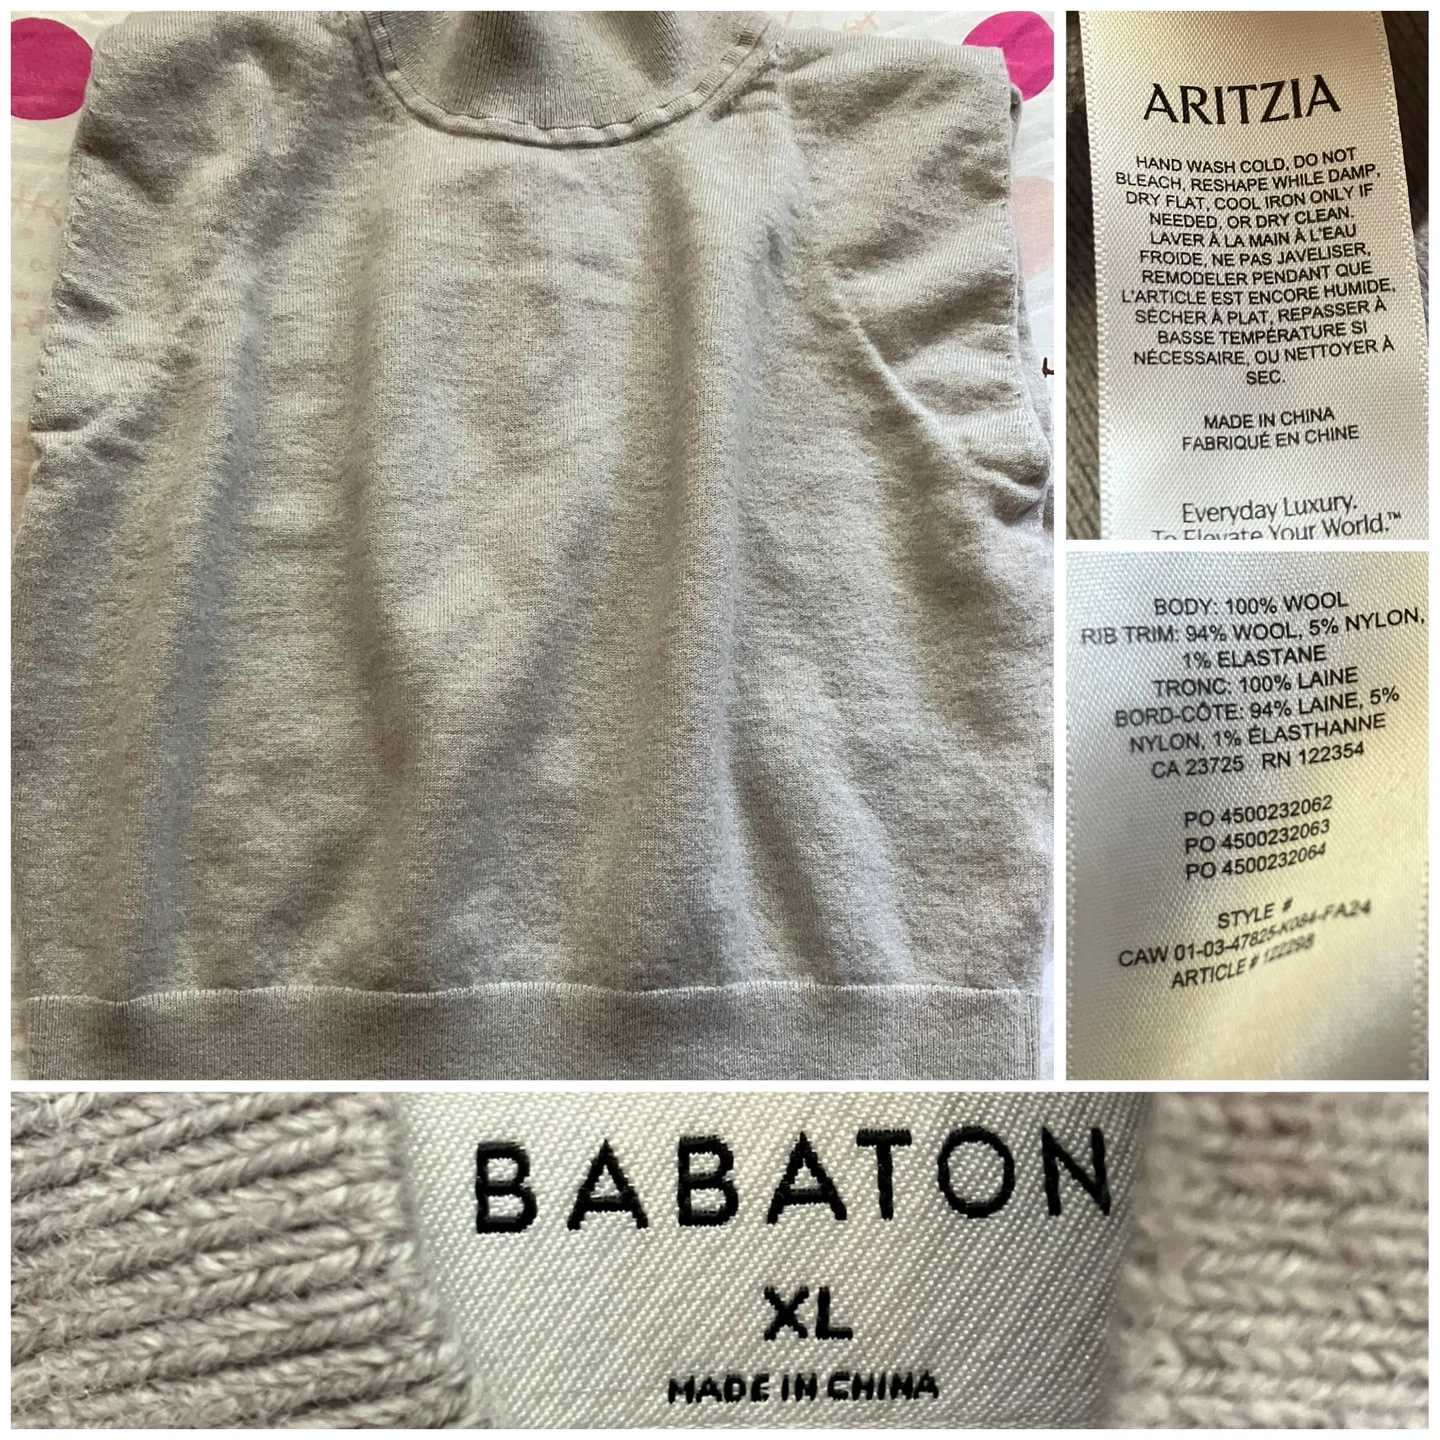 ARITZIA
HAND WASH COLD, DO NOT
BLEACH, RESHAPE WHILE DAMP,
DRY FLAT, COOL IRON ONLY IF
NEEDED, OR DRY CLEAN.
LAVER À LA MAIN À L'EAU
FROIDE, NE PAS JAVELISER,
REMODELER PENDANT QUE
L'ARTICLE EST ENCORE HUMIDE,
SÉCHER À PLAT, REPASSER À
BASSE TEMPÉRATURE SI
NÉCESSAIRE, OU NETTOYER À
SEC.
MADE IN CHINA
FABRIQUÉ EN CHINE
Everyday Luxury.
To Elevate Your World.™
BODY: 100% WOOL
RIB TRIM: 94% WOOL, 5% NYLON,
1% ELASTANE
TRONC: 100% LAINE
BORD-CÔTE: 94% LAINE, 5%
NYLON, 1% ÉLASTHANNE
CA 23725 RN 122354
PO 4500232062
PO 4500232063
PO 4500232064
STYLE #
CAW 01-03-47825-K084-FA24
ARTICLE # 122298
BABATON
XL
MADE IN CHINA